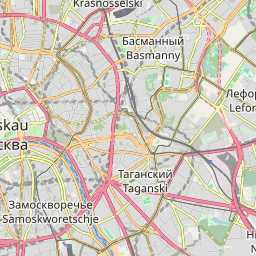 Krasnosselski
Басманный
Basmanny
Лефор
Lefor
skau
сква
Таганский
Taganski
Замоскворечье
Samoskworetschje
Н
N